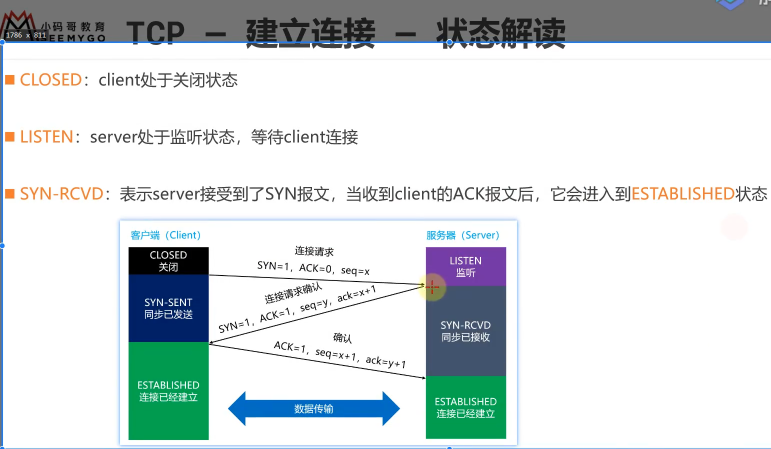 小码哥教育
SEEMYGO
TCP – 建立连接 – 状态解读
1786 x 811
CLOSED：client处于关闭状态
LISTEN：server处于监听状态，等待client连接
SYN-RCVD：表示server接受到了SYN报文，当收到client的ACK报文后，它会进入到ESTABLISHED状态
客户端（Client）
服务器（Server）
CLOSED
关闭
连接请求
SYN=1，ACK=0，seq=x
LISTEN
监听
SYN-SENT
同步已发送
连接请求确认
SYN=1，ACK=1，seq=y，ack=x+1
SYN-RCVD
同步已接收
确认
ACK=1，seq=x+1，ack=y+1
ESTABLISHED
连接已经建立
数据传输
ESTABLISHED
连接已经建立